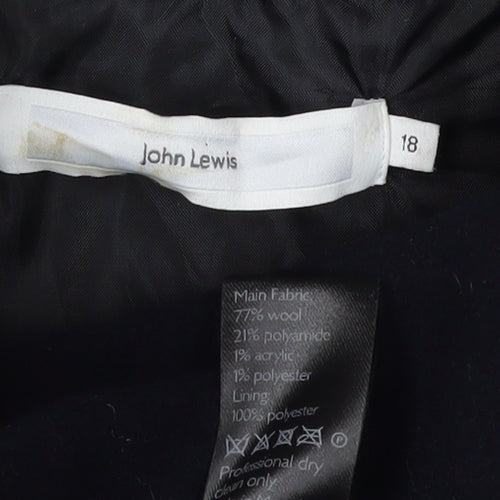 John Lewis
18
Main Fabric:
77% wool
21% polyamide
1% acrylic
1% polyester
Lining:
100% polyester
P
Professional dry
clean only